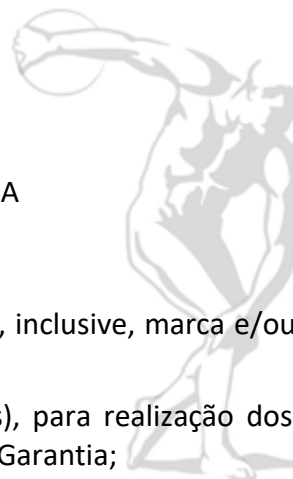 A
, inclusive, marca e/ou
s), para realização dos
Garantia;